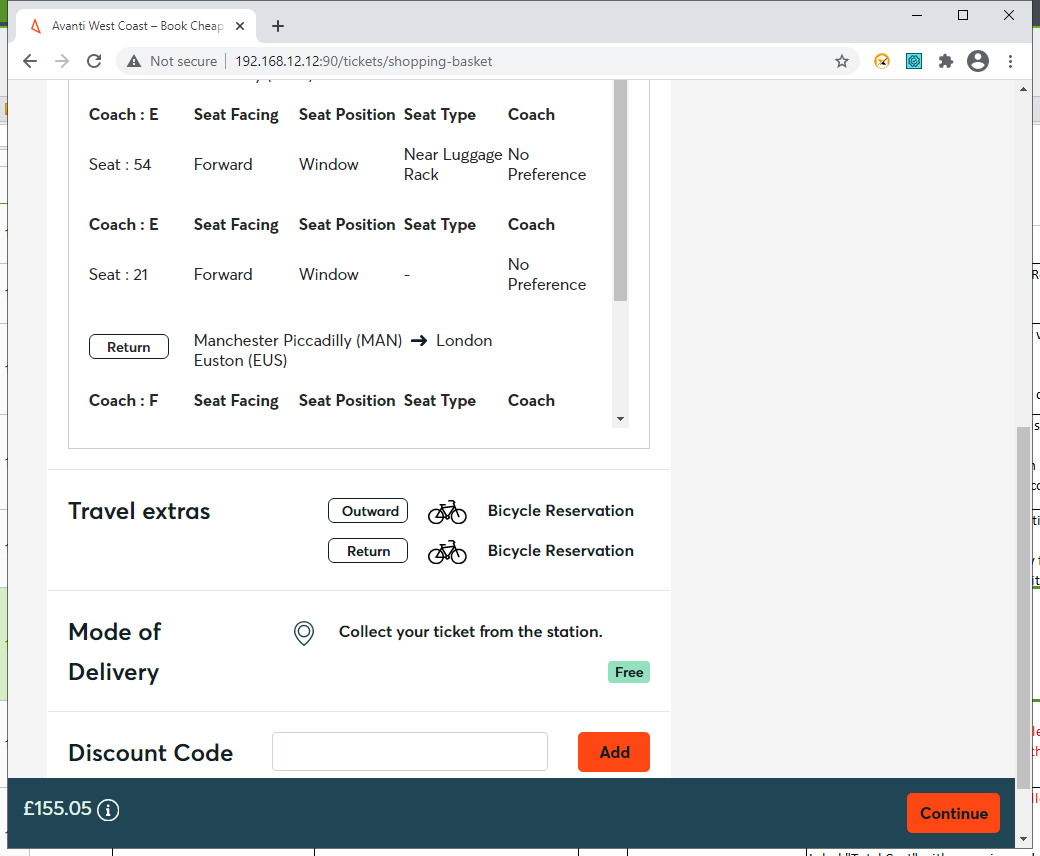 Avanti West Coast – Book Cheap
Not secure 192.168.12.12:90/tickets/shopping-basket
Coach : E Seat Facing Seat Position Seat Type Coach
Seat : 54 Forward Window Near Luggage Rack No Preference
Coach : E Seat Facing Seat Position Seat Type Coach
Seat : 21 Forward Window - No Preference
Return Manchester Piccadilly (MAN) ➔ London
Euston (EUS)
Coach : F Seat Facing Seat Position Seat Type Coach
Travel extras Outward Bicycle Reservation
Return Bicycle Reservation
Mode of Collect your ticket from the station.
Delivery Free
Discount Code Add
£155.05 Continue